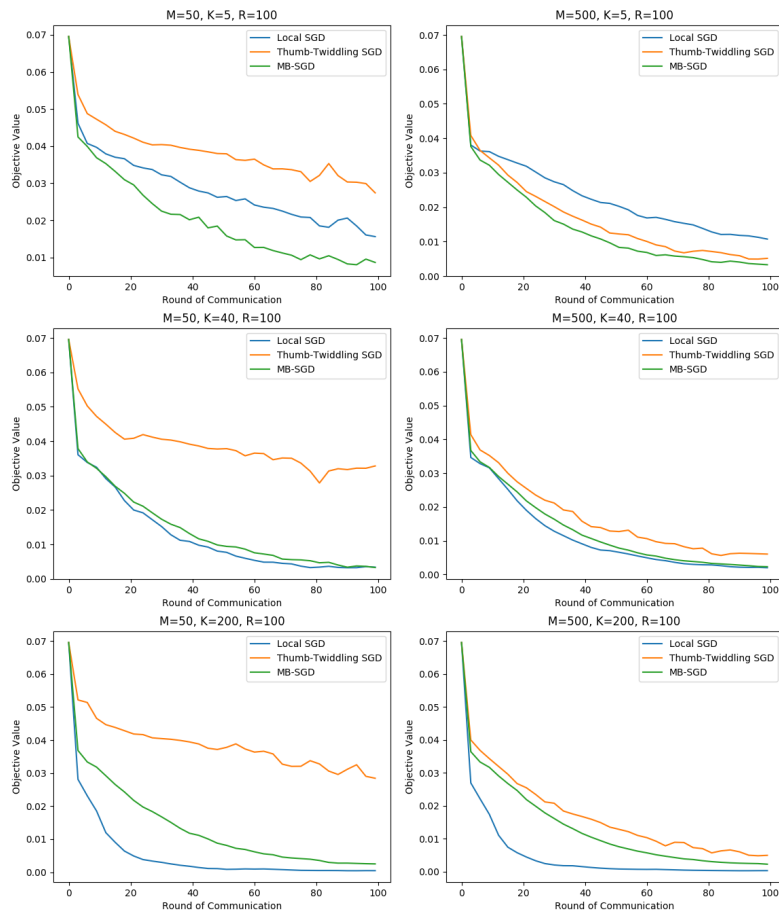 M=50, K=5, R=100
0.07
0.06
0.05
0.04
0.03
0.02
0.01
Objective Value
Local SGD
Thumb-Twiddling SGD
MB-SGD
0 20 40 60 80 100
Round of Communication
M=500, K=5, R=100
0.07
0.06
0.05
0.04
0.03
0.02
0.01
0.00
Objective Value
Local SGD
Thumb-Twiddling SGD
MB-SGD
0 20 40 60 80 100
Round of Communication
M=50, K=40, R=100
0.07
0.06
0.05
0.04
0.03
0.02
0.01
0.00
Objective Value
Local SGD
Thumb-Twiddling SGD
MB-SGD
0 20 40 60 80 100
Round of Communication
M=500, K=40, R=100
0.07
0.06
0.05
0.04
0.03
0.02
0.01
0.00
Objective Value
Local SGD
Thumb-Twiddling SGD
MB-SGD
0 20 40 60 80 100
Round of Communication
M=50, K=200, R=100
0.07
0.06
0.05
0.04
0.03
0.02
0.01
0.00
Objective Value
Local SGD
Thumb-Twiddling SGD
MB-SGD
0 20 40 60 80 100
Round of Communication
M=500, K=200, R=100
0.07
0.06
0.05
0.04
0.03
0.02
0.01
0.00
Objective Value
Local SGD
Thumb-Twiddling SGD
MB-SGD
0 20 40 60 80 100
Round of Communication